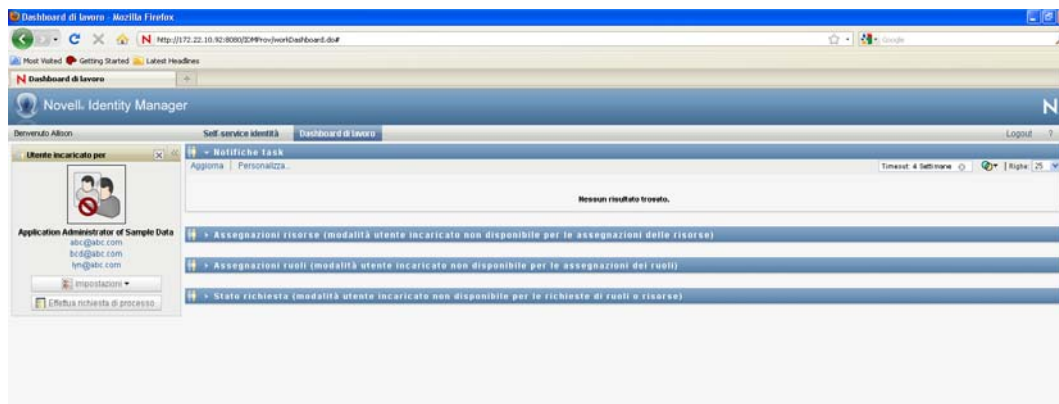 Dashboard di lavoro - Mozilla Firefox
http://172.22.10.92:8080/IDMProv/workDashboard.do#
Google
Most Visited Getting Started Latest Headlines
Dashboard di lavoro
Novell® Identity Manager
N
Benvenuto Allison Self-service identità Dashboard di lavoro Logout ?
Utente incaricato per
Notifiche task
Aggiorna | Personalizza...
Timeout: 4 Settimane | Righe: 25
Nessun risultato trovato.
Application Administrator of Sample Data
abc@abc.com
bcd@abc.com
lyn@abc.com
Impostazioni
Effettua richiesta di processo
Assegnazioni risorse (modalità utente incaricato non disponibile per le assegnazioni delle risorse)
Assegnazioni ruoli (modalità utente incaricato non disponibile per le assegnazioni dei ruoli)
Stato richiesta (modalità utente incaricato non disponibile per le richieste di ruoli o risorse)